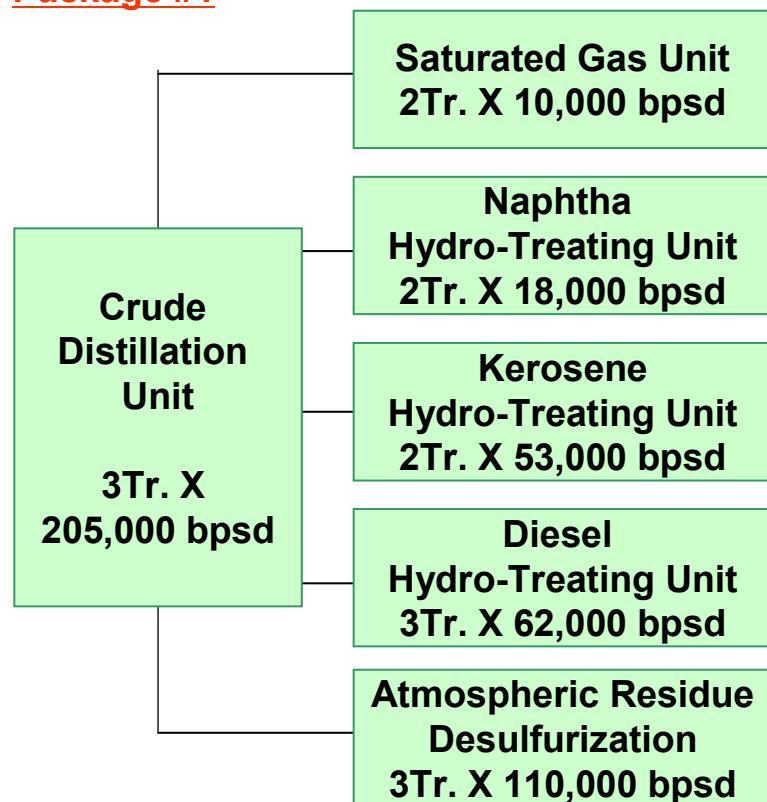 Crude
Distillation
Unit
3Tr. X
205,000 bpsd
Saturated Gas Unit
2Tr. X 10,000 bpsd
Naphtha
Hydro-Treating Unit
2Tr. X 18,000 bpsd
Kerosene
Hydro-Treating Unit
2Tr. X 53,000 bpsd
Diesel
Hydro-Treating Unit
3Tr. X 62,000 bpsd
Atmospheric Residue
Desulfurization
3Tr. X 110,000 bpsd